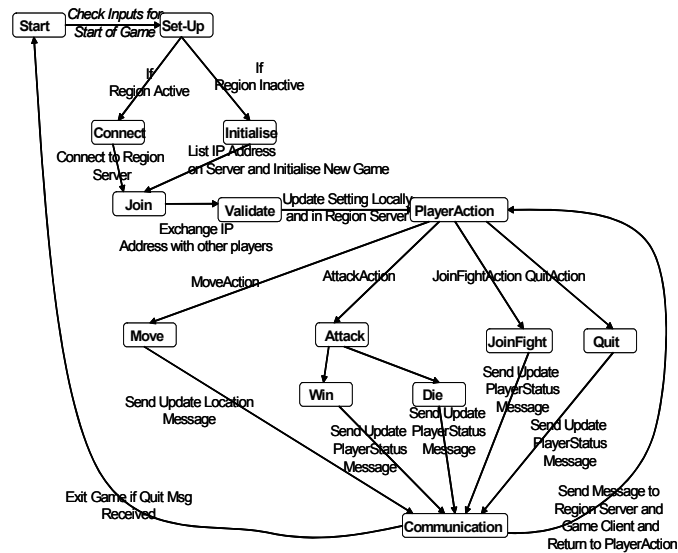 Start
Check Inputs for
Start of Game
Set-Up
If
Region Active
If
Region Inactive
Connect
Initialise
Connect to Region
Server
List IP Address
on Server and Initialise New Game
Join
Validate
Update Setting Locally
and in Region Server
PlayerAction
Exchange IP
Address with other players
MoveAction
AttackAction
JoinFightAction
QuitAction
Move
Attack
JoinFight
Quit
Win
Die
Send Update Location
Message
Send Update
PlayerStatus
Message
Send Update
PlayerStatus
Message
Send Update
PlayerStatus
Message
Send Update
PlayerStatus
Message
Exit Game if Quit Msg
Received
Communication
Send Message to
Region Server and
Game Client and
Return to PlayerAction